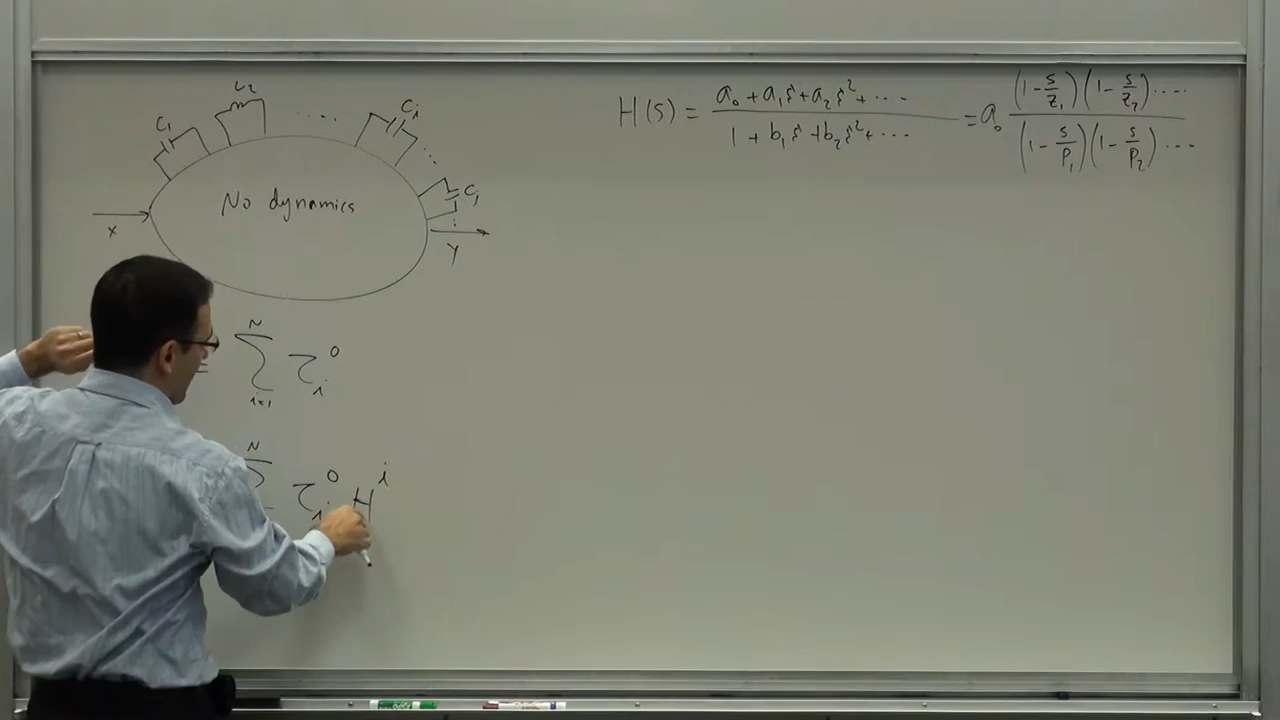 C₁ L₂ ..... Cᵢ
No dynamics
Cⱼ
X
Y
Σ τᵢ⁰
N
i=1
Σ τᵢ⁰ Hⁱ
N
H(s) = (a₀ + a₁s + a₂s² + ...) / (1 + b₁s + b₂s² + ...) = a₀ ((1 - s/z₁)(1 - s/z₂) ....) / ((1 - s/p₁)(1 - s/p₂) ...)